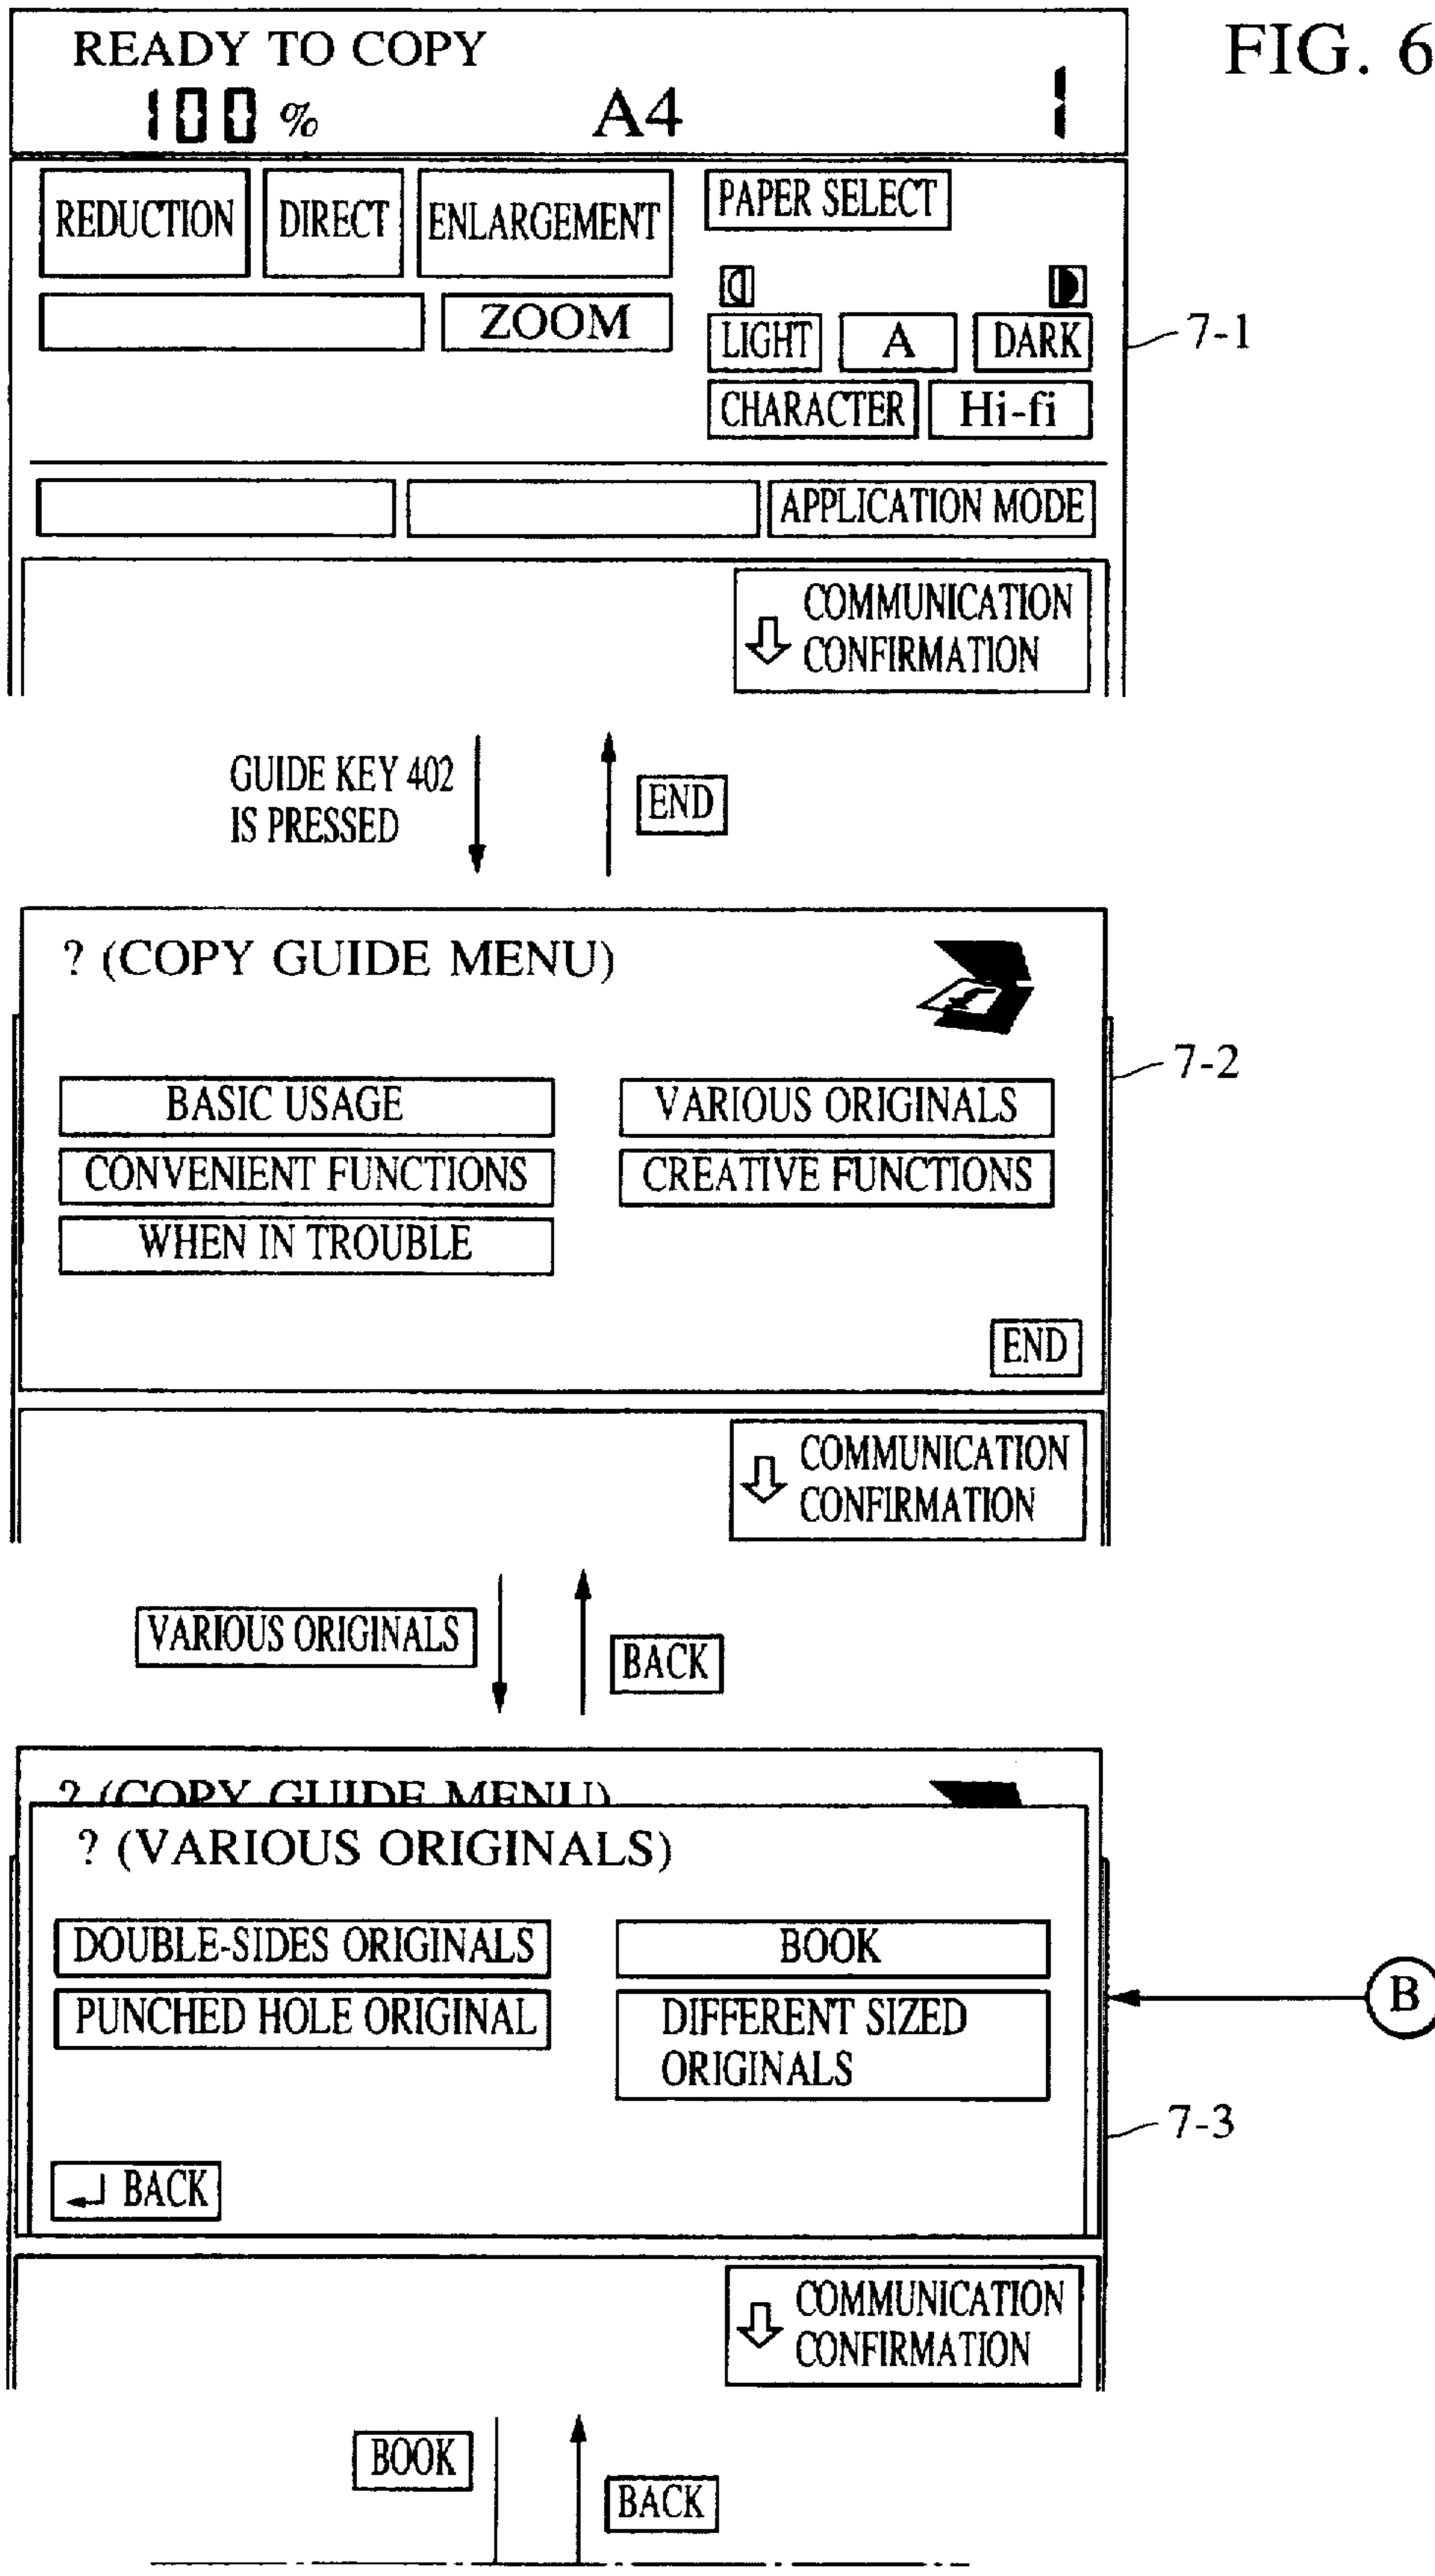 FIG. 6
READY TO COPY
100 % A4 1
REDUCTION DIRECT ENLARGEMENT PAPER SELECT
ZOOM
LIGHT A DARK
7-1
CHARACTER Hi-fi
APPLICATION MODE
COMMUNICATION
CONFIRMATION
GUIDE KEY 402
IS PRESSED
END
? (COPY GUIDE MENU)
7-2
BASIC USAGE VARIOUS ORIGINALS
CONVENIENT FUNCTIONS CREATIVE FUNCTIONS
WHEN IN TROUBLE
END
COMMUNICATION
CONFIRMATION
VARIOUS ORIGINALS
BACK
? (COPY GUIDE MENU)
? (VARIOUS ORIGINALS)
DOUBLE-SIDES ORIGINALS BOOK
B
PUNCHED HOLE ORIGINAL DIFFERENT SIZED
ORIGINALS
7-3
BACK
COMMUNICATION
CONFIRMATION
BOOK
BACK